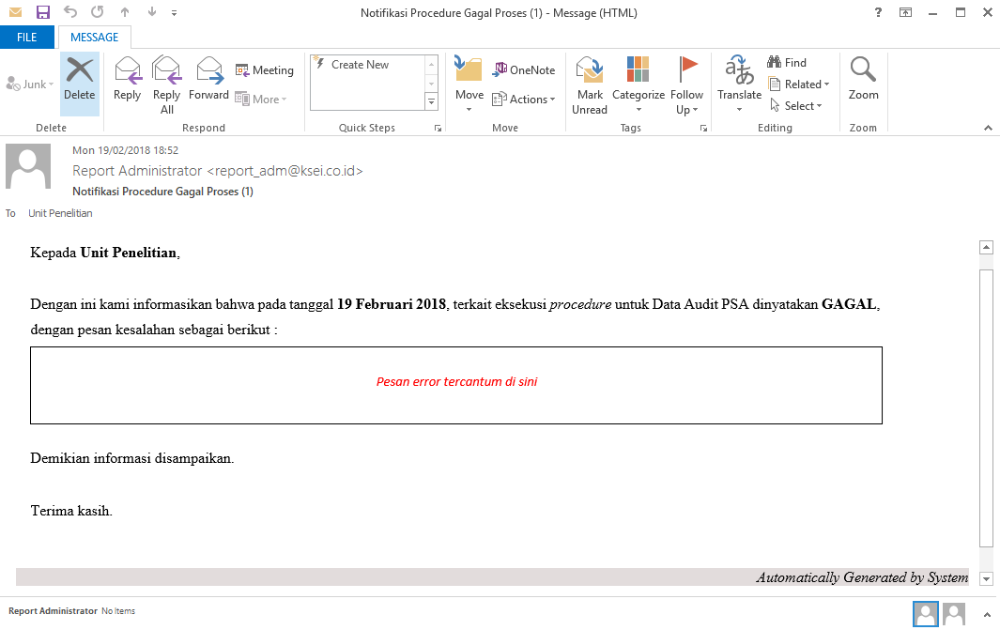 Notifikasi Procedure Gagal Proses (1) - Message (HTML)
?
FILE
MESSAGE
Junk
Delete
Delete
Reply
Reply All
Forward
Meeting
More
Respond
Create New
Quick Steps
Move
OneNote
Actions
Move
Mark Unread
Categorize
Follow Up
Tags
Translate
Find
Related
Select
Editing
Zoom
Zoom
Mon 19/02/2018 18:52
Report Administrator <report_adm@ksei.co.id>
Notifikasi Procedure Gagal Proses (1)
To Unit Penelitian
Kepada Unit Penelitian,
Dengan ini kami informasikan bahwa pada tanggal 19 Februari 2018, terkait eksekusi procedure untuk Data Audit PSA dinyatakan GAGAL,
dengan pesan kesalahan sebagai berikut :
Pesan error tercantum di sini
Demikian informasi disampaikan.
Terima kasih.
Automatically Generated by System
Report Administrator No Items